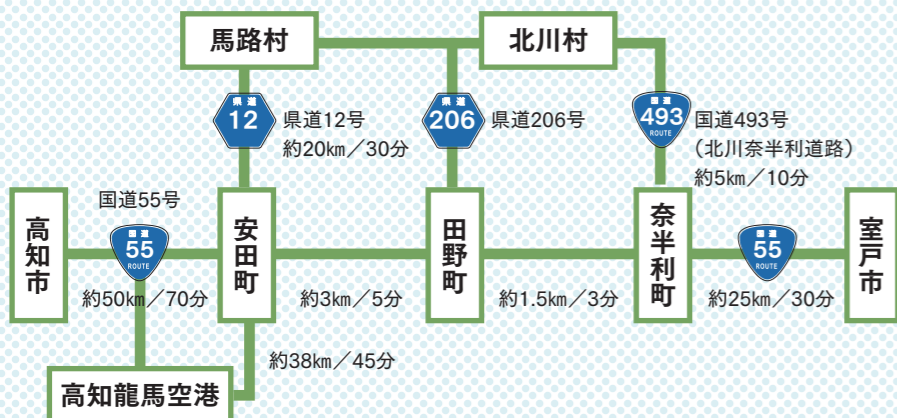 馬路村
北川村
県道
12
県道12号
約20㎞／30分
県道
206
県道206号
国道
493
ROUTE
国道493号
（北川奈半利道路）
約5㎞／10分
高知市
国道55号
国道
55
ROUTE
約50㎞／70分
安田町
約3㎞／5分
田野町
約1.5㎞／3分
奈半利町
国道
55
ROUTE
約25㎞／30分
室戸市
約38㎞／45分
高知龍馬空港